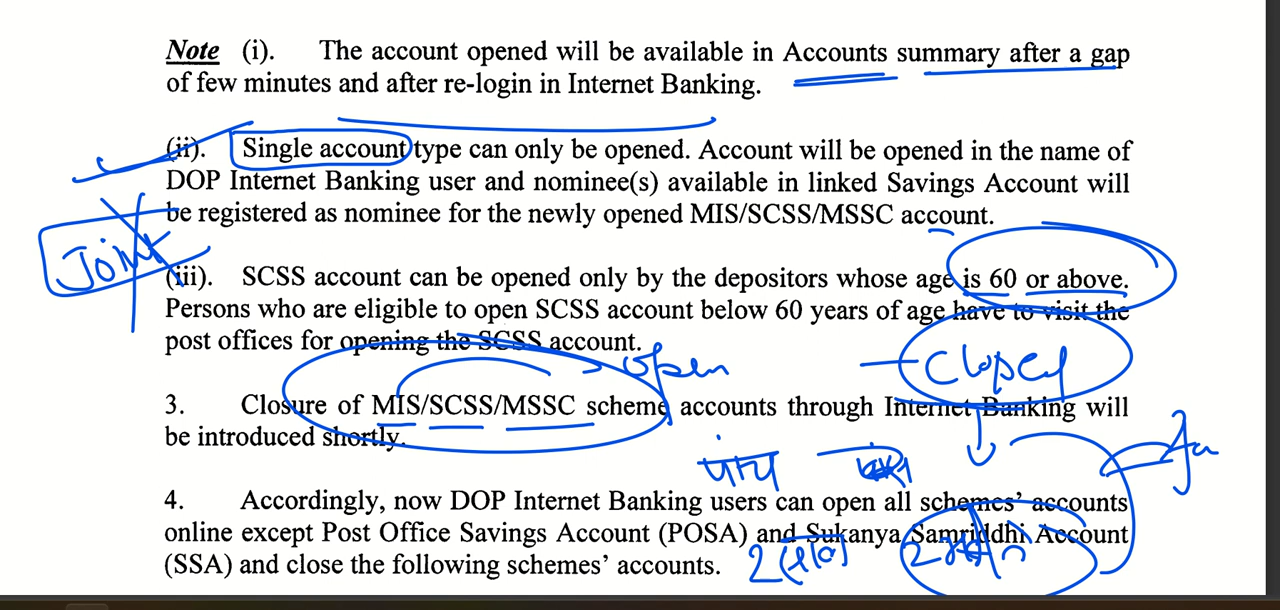 Note (i). The account opened will be available in Accounts summary after a gap
of few minutes and after re-login in Internet Banking.
(ii). Single account type can only be opened. Account will be opened in the name of
DOP Internet Banking user and nominee(s) available in linked Savings Account will
be registered as nominee for the newly opened MIS/SCSS/MSSC account.
Joint
(iii). SCSS account can be opened only by the depositors whose age is 60 or above.
Persons who are eligible to open SCSS account below 60 years of age have to visit the
post offices for opening the SCSS account.
open
3. Closure of MIS/SCSS/MSSC scheme accounts through Internet Banking will
be introduced shortly.
4. Accordingly, now DOP Internet Banking users can open all schemes' accounts
online except Post Office Savings Account (POSA) and Sukanya Samriddhi Account
(SSA) and close the following schemes' accounts.